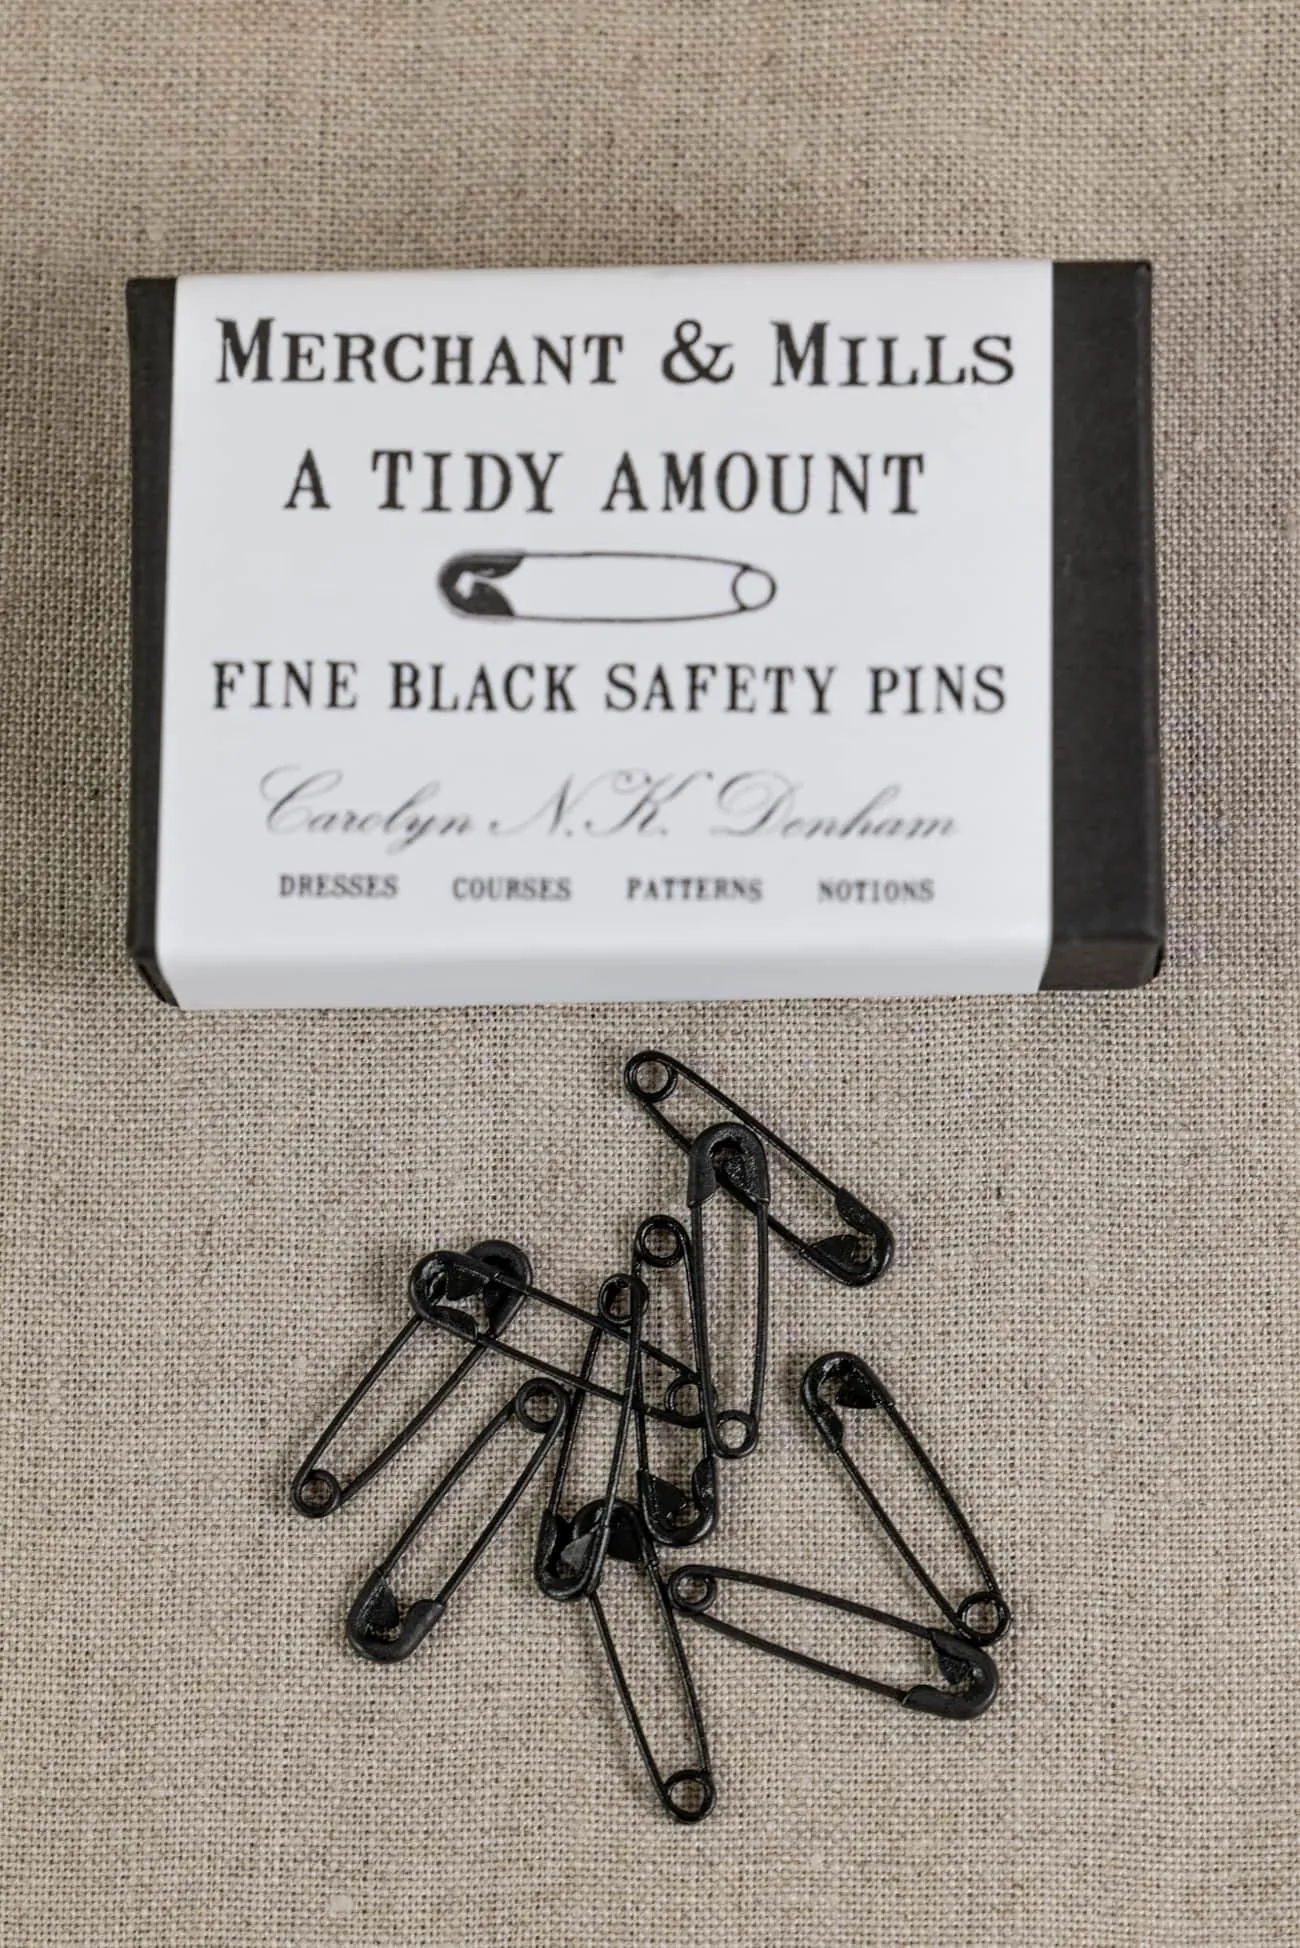 MERCHANT & MILLS
A TIDY AMOUNT
FINE BLACK SAFETY PINS
Carolyn N.K. Denham
DRESSES COURSES PATTERNS NOTIONS